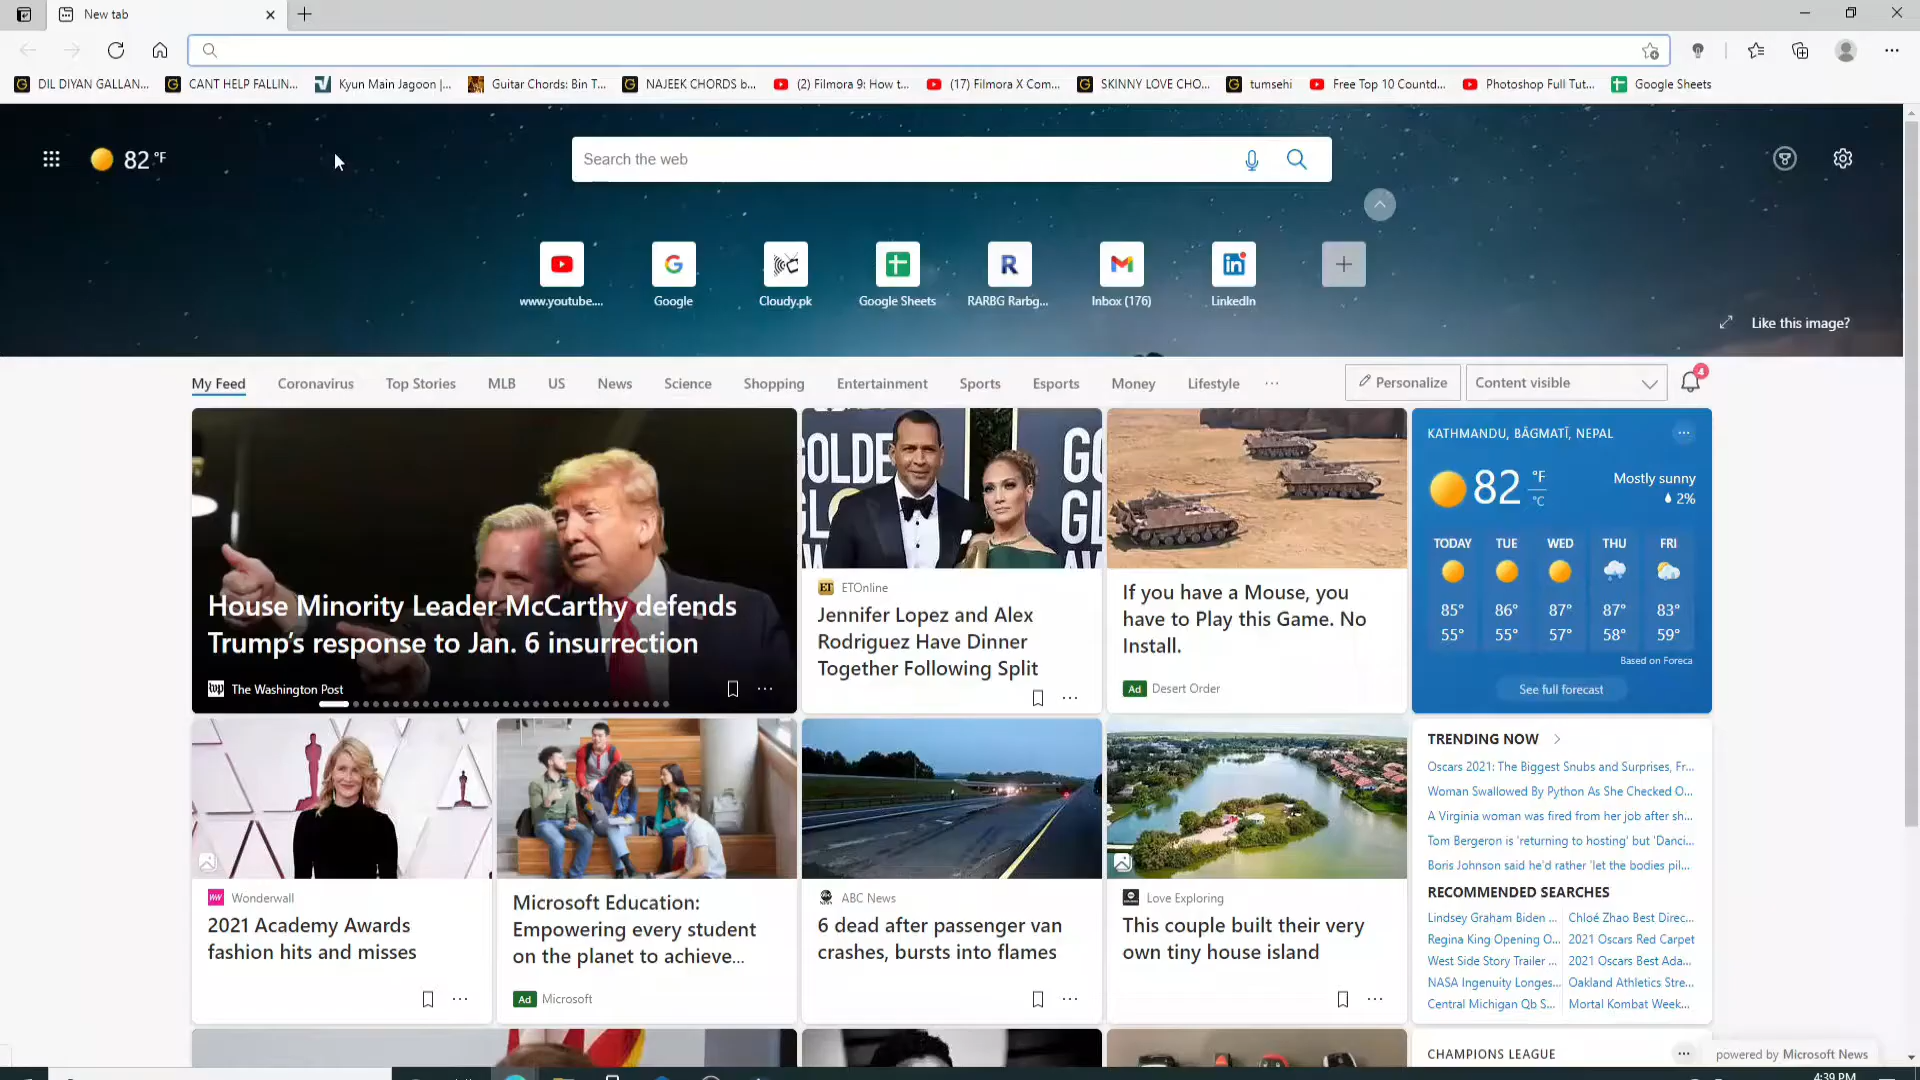 New tab
DIL DIYAN GALLAN...
CANT HELP FALLIN...
Kyun Main Jagoon |...
Guitar Chords: Bin T...
NAJEEK CHORDS b...
(2) Filmora 9: How t...
(17) Filmora X Com...
SKINNY LOVE CHO...
tumsehi
Free Top 10 Countd...
Photoshop Full Tut...
Google Sheets
82 °F
Search the web
www.youtube....
Google
Cloudy.pk
Google Sheets
RARBG Rarbg...
Inbox (176)
LinkedIn
Like this image?
My Feed
Coronavirus
Top Stories
MLB
US
News
Science
Shopping
Entertainment
Sports
Esports
Money
Lifestyle
Personalize
Content visible
4
House Minority Leader McCarthy defends
Trump's response to Jan. 6 insurrection
wp The Washington Post
GOLDEN
GLO
ET ETOnline
Jennifer Lopez and Alex
Rodriguez Have Dinner
Together Following Split
If you have a Mouse, you
have to Play this Game. No
Install.
Ad Desert Order
KATHMANDU, BĀGMATĪ, NEPAL
82 °F
°C
Mostly sunny
2%
TODAY TUE WED THU FRI
85° 86° 87° 87° 83°
55° 55° 57° 58° 59°
Based on Foreca
See full forecast
Wonderwall
2021 Academy Awards
fashion hits and misses
Microsoft Education:
Empowering every student
on the planet to achieve...
Ad Microsoft
ABC News
6 dead after passenger van
crashes, bursts into flames
Love Exploring
This couple built their very
own tiny house island
TRENDING NOW
Oscars 2021: The Biggest Snubs and Surprises, Fr...
Woman Swallowed By Python As She Checked O...
A Virginia woman was fired from her job after sh...
Tom Bergeron is 'returning to hosting' but 'Danci...
Boris Johnson said he'd rather 'let the bodies pil...
RECOMMENDED SEARCHES
Lindsey Graham Biden ... Chloé Zhao Best Direc...
Regina King Opening O... 2021 Oscars Red Carpet
West Side Story Trailer ... 2021 Oscars Best Ada...
NASA Ingenuity Longes... Oakland Athletics Stre...
Central Michigan Qb S... Mortal Kombat Week...
CHAMPIONS LEAGUE
powered by Microsoft News
4:39 PM